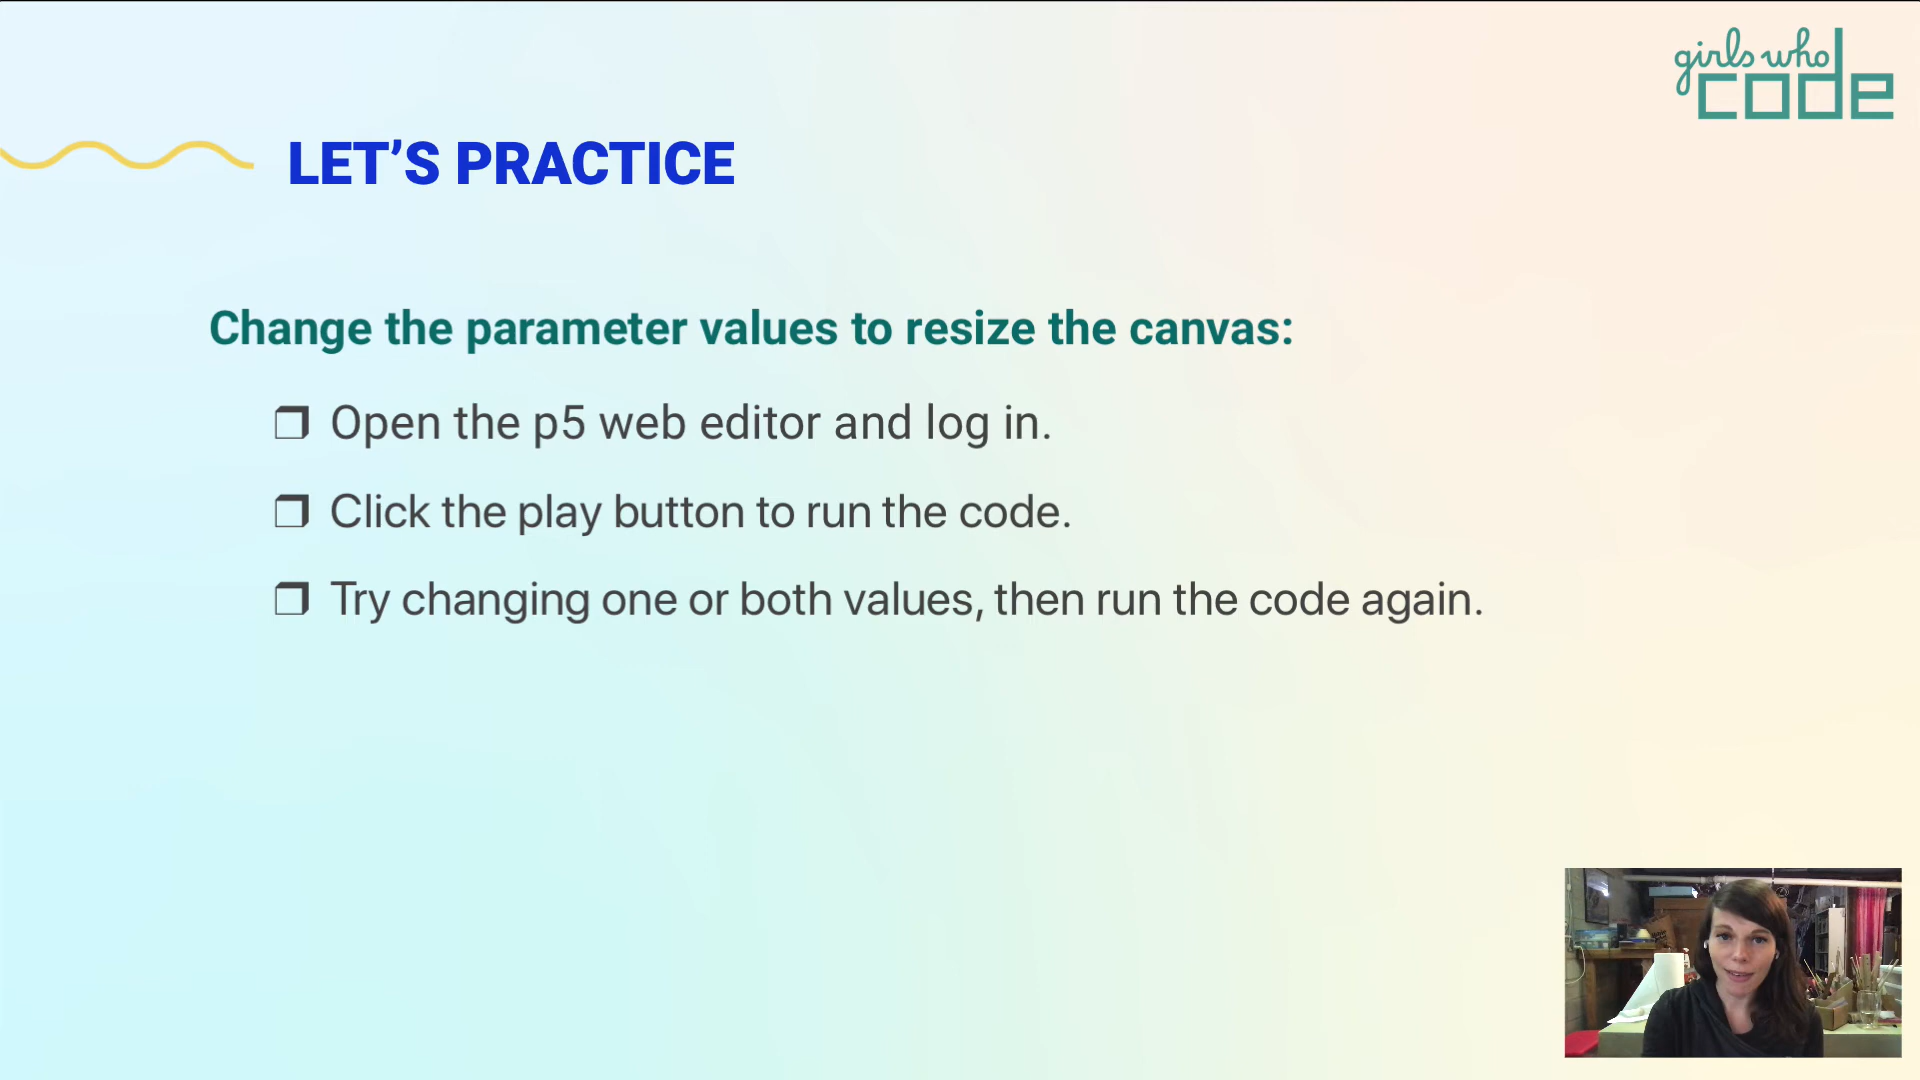 girls who
code
LET’S PRACTICE
Change the parameter values to resize the canvas:
❒ Open the p5 web editor and log in.
❒ Click the play button to run the code.
❒ Try changing one or both values, then run the code again.